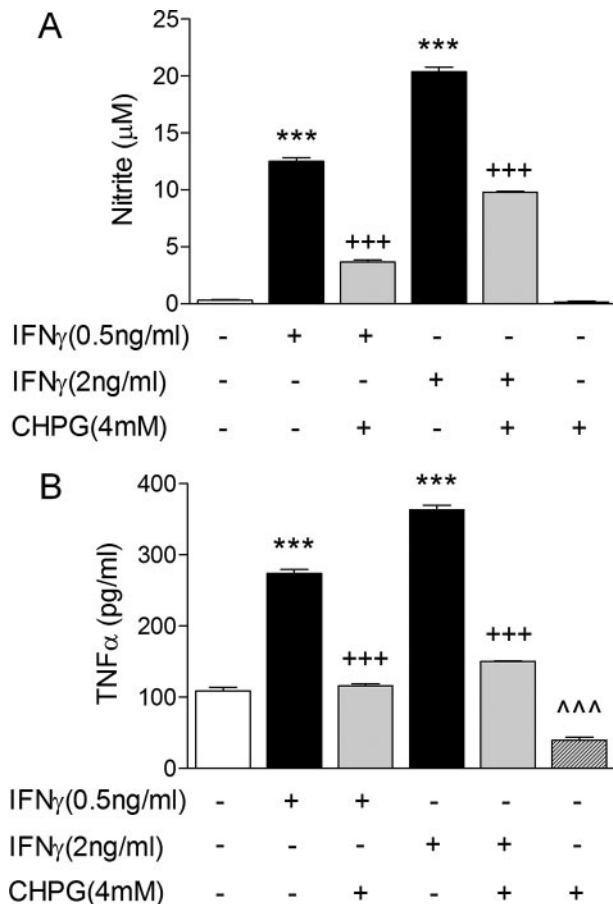 A
Nitrite (μM)
25
20
15
10
5
0
***
+++
***
+++
IFNγ(0.5ng/ml) - + + - - -
IFNγ(2ng/ml) - - - + + -
CHPG(4mM) - - + - + +
B
TNFα (pg/ml)
400
300
200
100
0
***
+++
***
+++
^^^
IFNγ(0.5ng/ml) - + + - - -
IFNγ(2ng/ml) - - - + + -
CHPG(4mM) - - + - + +